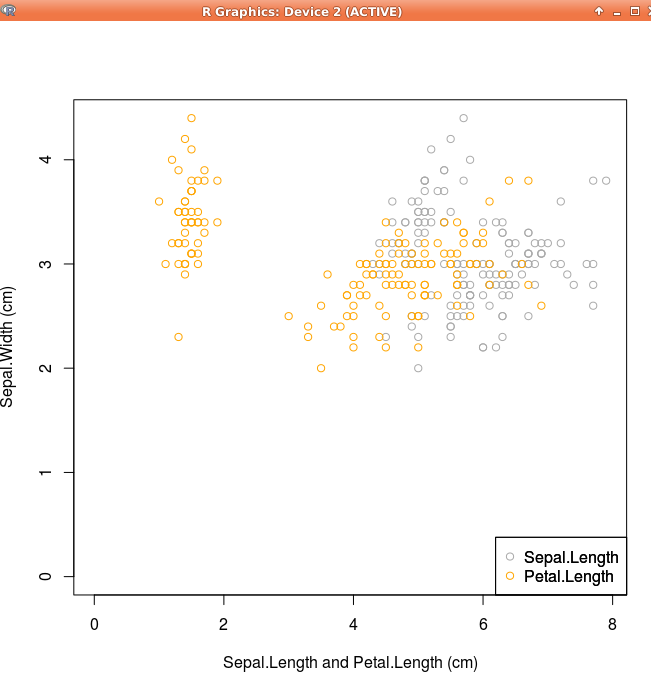 R Graphics: Device 2 (ACTIVE)
Sepal.Width (cm)
4
3
2
1
0
Sepal.Length
Petal.Length
0 2 4 6 8
Sepal.Length and Petal.Length (cm)